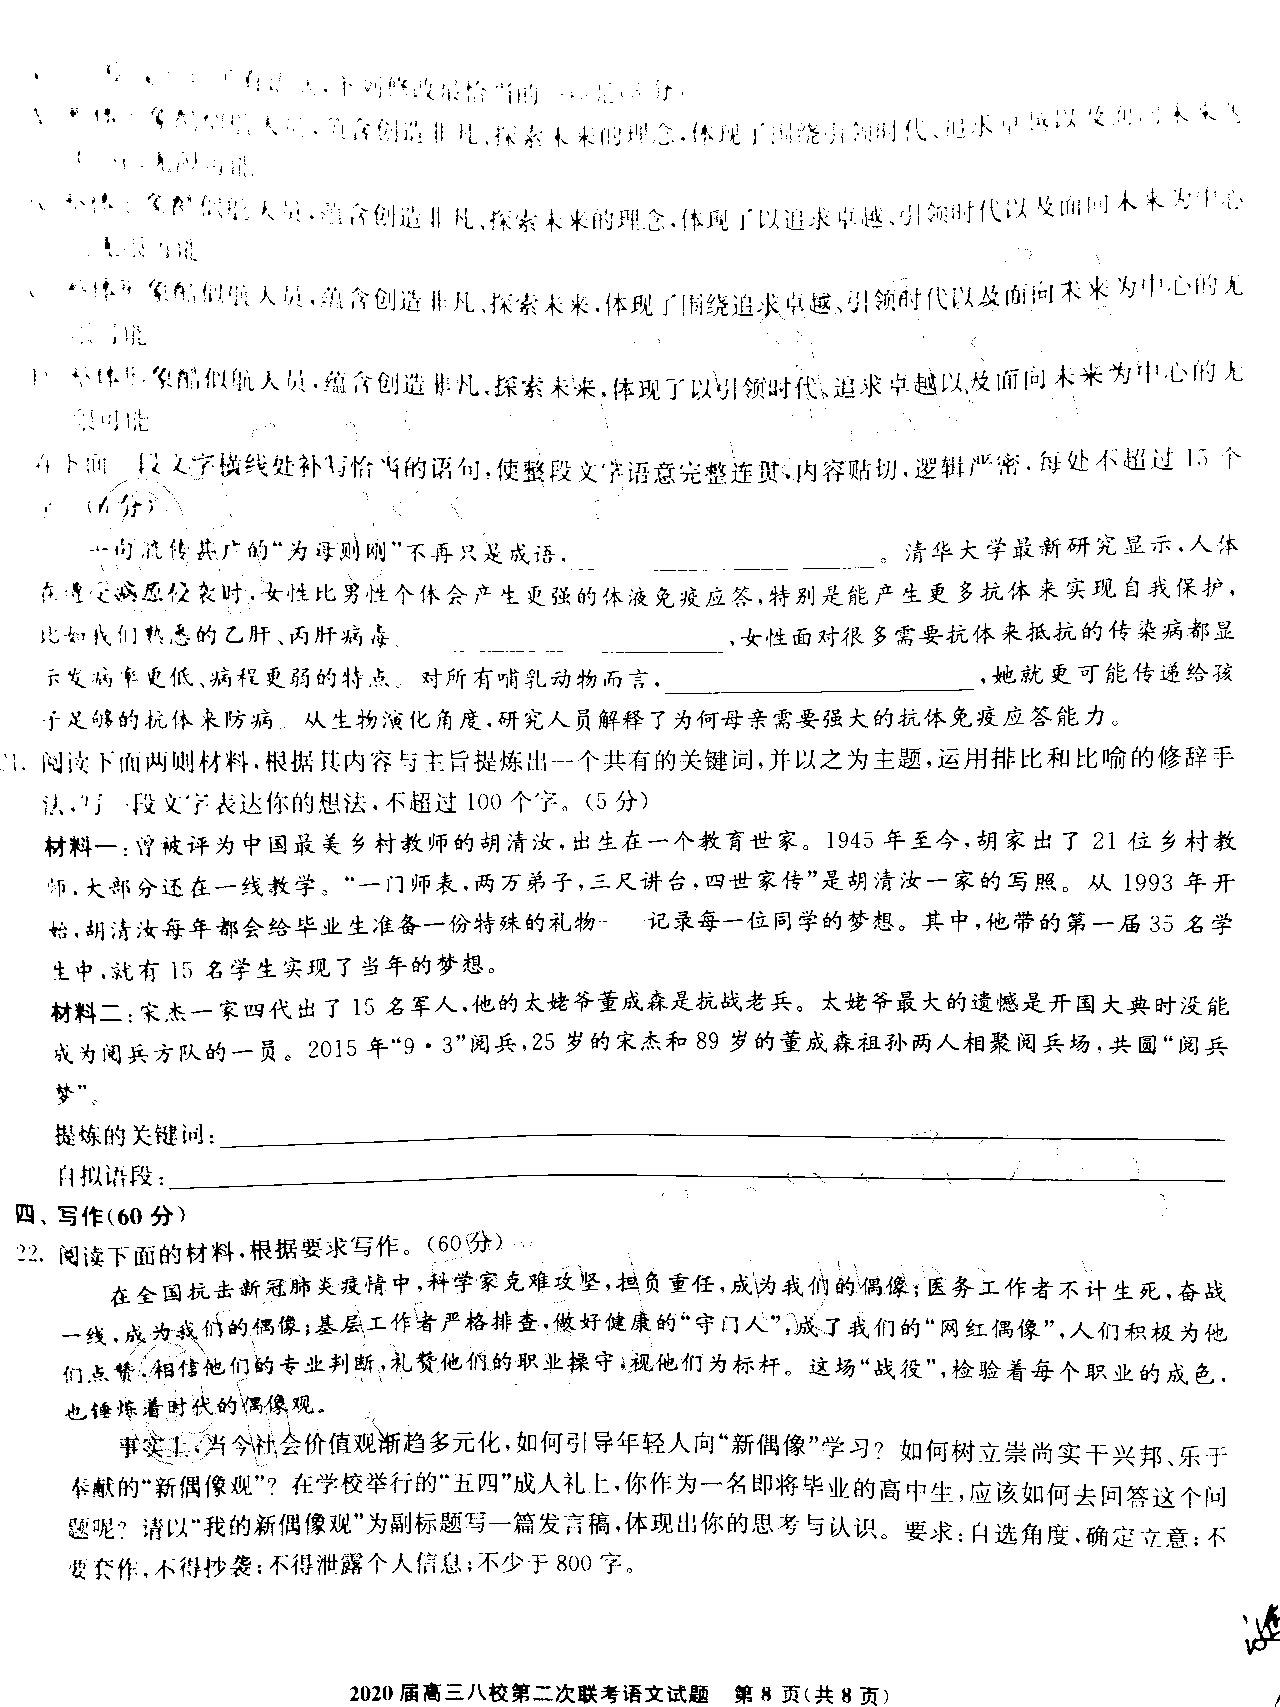 下列修改最恰当的一项是(3分)
整体形象酷似航人员,蕴含创造非凡、探索未来的理念,体现了围绕引领时代、追求卓越以及面向未来
无限可能
整体形象酷似航人员,蕴含创造非凡、探索未来的理念,体现了以追求卓越、引领时代以及面向未来为中心
无限可能
整体形象酷似航人员,蕴含创造非凡、探索未来,体现了围绕追求卓越、引领时代以及面向未来为中心的无
限可能
D 整体形象酷似航人员,蕴含创造非凡、探索未来,体现了以引领时代、追求卓越以及面向未来为中心的无
限可能
在下面一段文字横线处补写恰当的语句,使整段文字语意完整连贯,内容贴切,逻辑严密,每处不超过15个
(6分)
一向流传甚广的“为母则刚”不再只是成语,____________。清华大学最新研究显示,人体
在遭受病原侵袭时,女性比男性个体会产生更强的体液免疫应答,特别是能产生更多抗体来实现自我保护,
比如我们熟悉的乙肝、丙肝病毒。____________,女性面对很多需要抗体来抵抗的传染病都显
示发病率更低、病程更弱的特点。对所有哺乳动物而言,____________,她就更可能传递给孩
子足够的抗体来防病。从生物演化角度,研究人员解释了为何母亲需要强大的抗体免疫应答能力。
21. 阅读下面两则材料,根据其内容与主旨提炼出一个共有的关键词,并以之为主题,运用排比和比喻的修辞手
法,写一段文字表达你的想法,不超过100个字。(5分)
材料一:曾被评为中国最美乡村教师的胡清汝,出生在一个教育世家。1945年至今,胡家出了21位乡村教
师,大部分还在一线教学。“一门师表,两万弟子,三尺讲台,四世家传”是胡清汝一家的写照。从1993年开
始,胡清汝每年都会给毕业生准备一份特殊的礼物——记录每一位同学的梦想。其中,他带的第一届35名学
生中,就有15名学生实现了当年的梦想。
材料二:宋杰一家四代出了15名军人,他的太姥爷董成森是抗战老兵。太姥爷最大的遗憾是开国大典时没能
成为阅兵方队的一员。2015年“9·3”阅兵,25岁的宋杰和89岁的董成森祖孙两人相聚阅兵场,共圆“阅兵
梦”。
提炼的关键词:____________
自拟语段:____________
四、写作(60分)
22. 阅读下面的材料,根据要求写作。(60分)
在全国抗击新冠肺炎疫情中,科学家克难攻坚,担负重任,成为我们的偶像;医务工作者不计生死,奋战
一线,成为我们的偶像;基层工作者严格排查,做好健康的“守门人”,成了我们的“网红偶像”,人们积极为他
们点赞,相信他们的专业判断,礼赞他们的职业操守,视他们为标杆。这场“战役”,检验着每个职业的成色,
也锤炼着时代的偶像观。
事实上,当今社会价值观渐趋多元化,如何引导年轻人向“新偶像”学习?如何树立崇尚实干兴邦、乐于
奉献的“新偶像观”?在学校举行的“五四”成人礼上,你作为一名即将毕业的高中生,应该如何去回答这个问
题呢?请以“我的新偶像观”为副标题写一篇发言稿,体现出你的思考与认识。要求:自选角度,确定立意;不
要套作,不得抄袭;不得泄露个人信息;不少于800字。
2020届高三八校第二次联考语文试题 第8页(共8页)